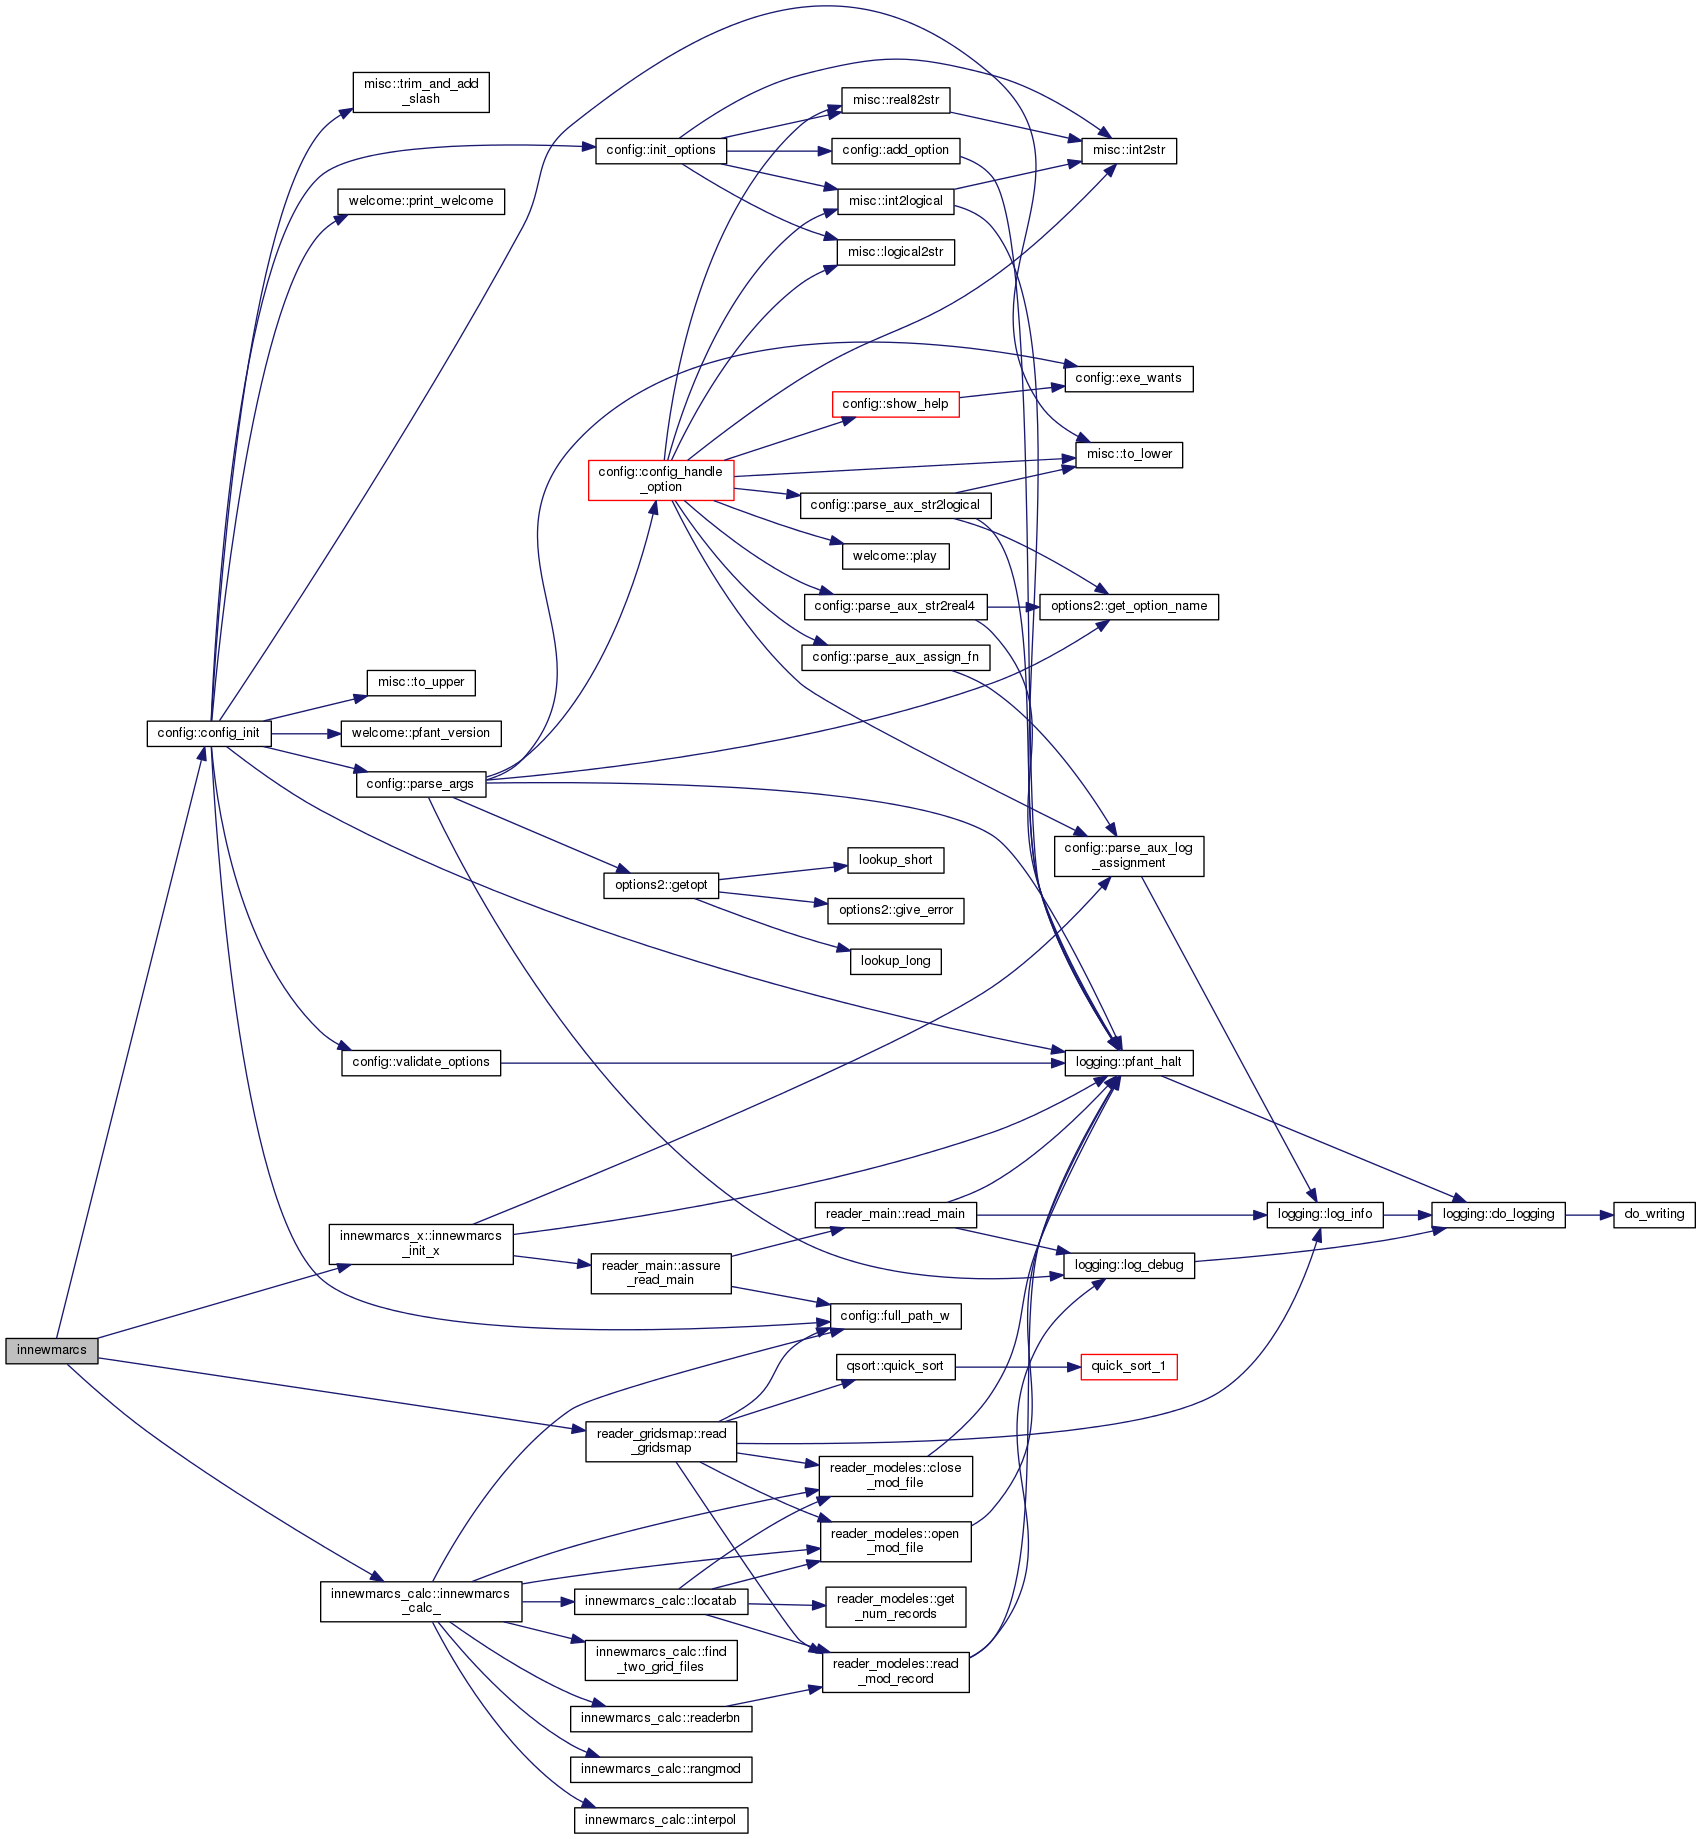 misc::trim_and_add
_slash
welcome::print_welcome
config::init_options
misc::real82str
config::add_option
misc::int2logical
misc::logical2str
misc::int2str
config::exe_wants
config::show_help
misc::to_lower
config::config_handle
_option
config::parse_aux_str2logical
welcome::play
config::parse_aux_str2real4
options2::get_option_name
config::parse_aux_assign_fn
misc::to_upper
config::config_init
welcome::pfant_version
config::parse_args
config::parse_aux_log
_assignment
lookup_short
options2::getopt
options2::give_error
lookup_long
config::validate_options
logging::pfant_halt
innewmarcs_x::innewmarcs
_init_x
reader_main::read_main
logging::log_info
logging::do_logging
do_writing
reader_main::assure
_read_main
logging::log_debug
config::full_path_w
innewmarcs
qsort::quick_sort
quick_sort_1
reader_gridsmap::read
_gridsmap
reader_modeles::close
_mod_file
reader_modeles::open
_mod_file
innewmarcs_calc::innewmarcs
_calc_
innewmarcs_calc::locatab
reader_modeles::get
_num_records
innewmarcs_calc::find
_two_grid_files
reader_modeles::read
_mod_record
innewmarcs_calc::readerbn
innewmarcs_calc::rangmod
innewmarcs_calc::interpol